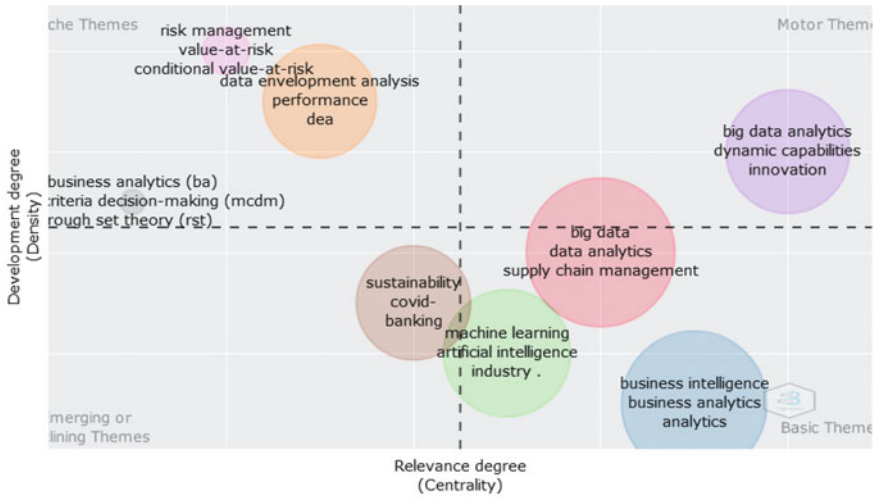 che Themes
Motor Theme
risk management
value-at-risk
conditional value-at-risk
data envelopment analysis
performance
dea
big data analytics
dynamic capabilities
innovation
business analytics (ba)
criteria decision-making (mcdm)
rough set theory (rst)
big data
data analytics
supply chain management
sustainability
covid-
banking
machine learning
artificial intelligence
industry .
business intelligence
business analytics
analytics
merging or
lining Themes
Basic Theme
Development degree
(Density)
Relevance degree
(Centrality)